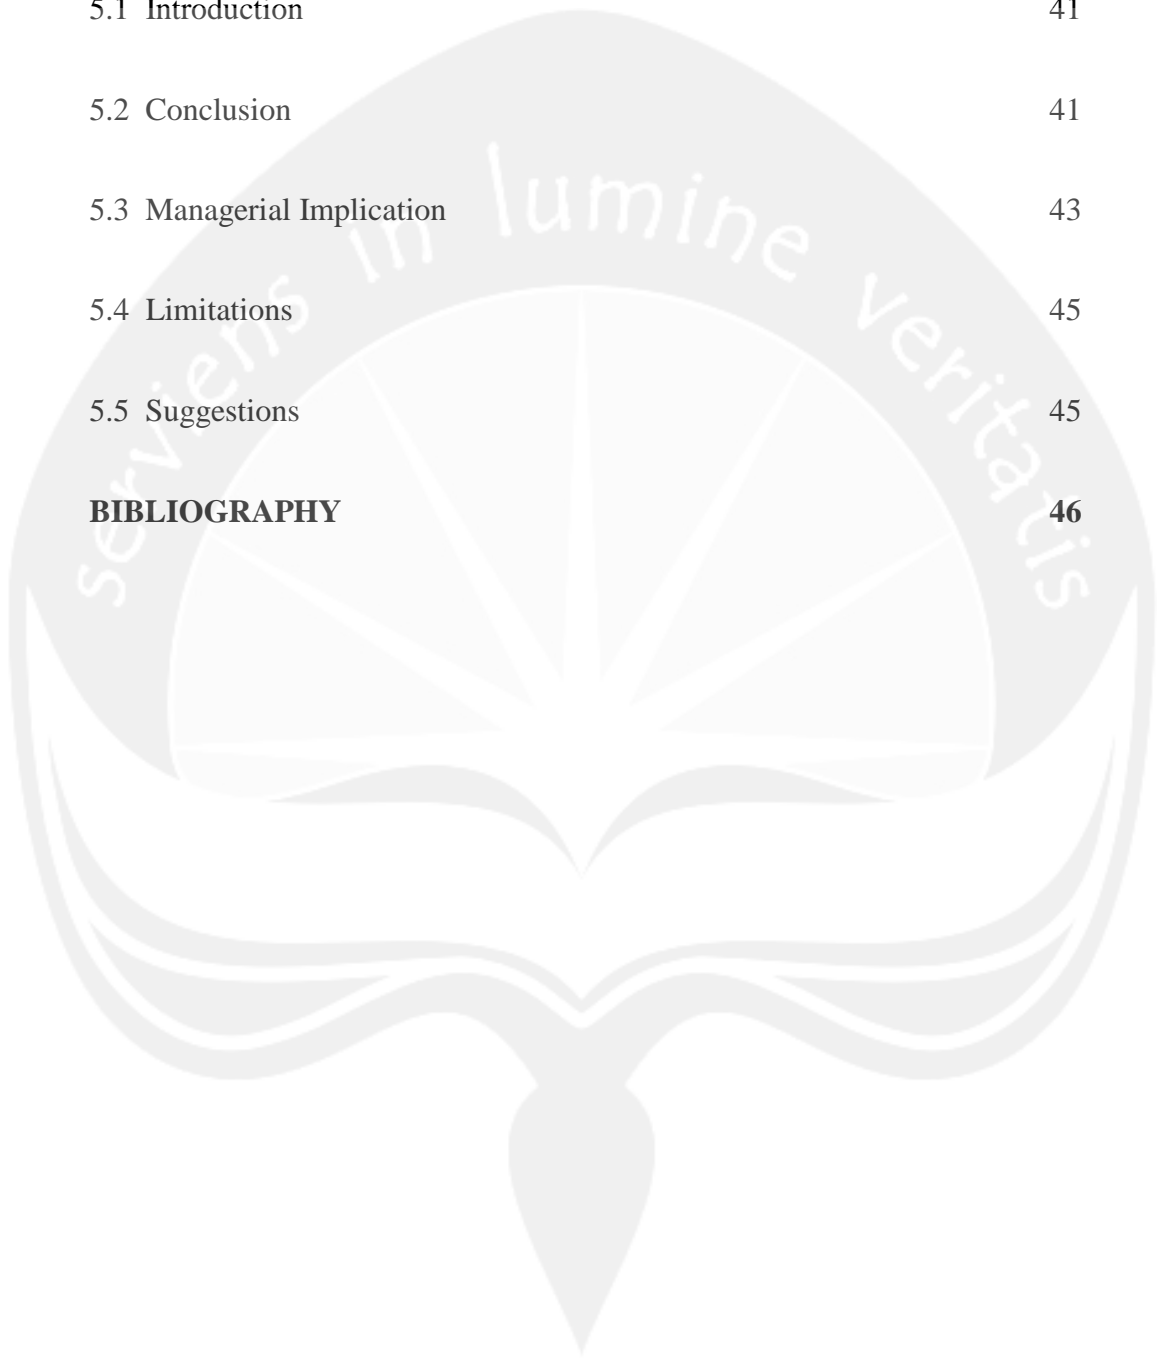 5.1 Introduction 41
5.2 Conclusion 41
5.3 Managerial Implication 43
5.4 Limitations 45
5.5 Suggestions 45
BIBLIOGRAPHY 46
serviens in lumine veritatis